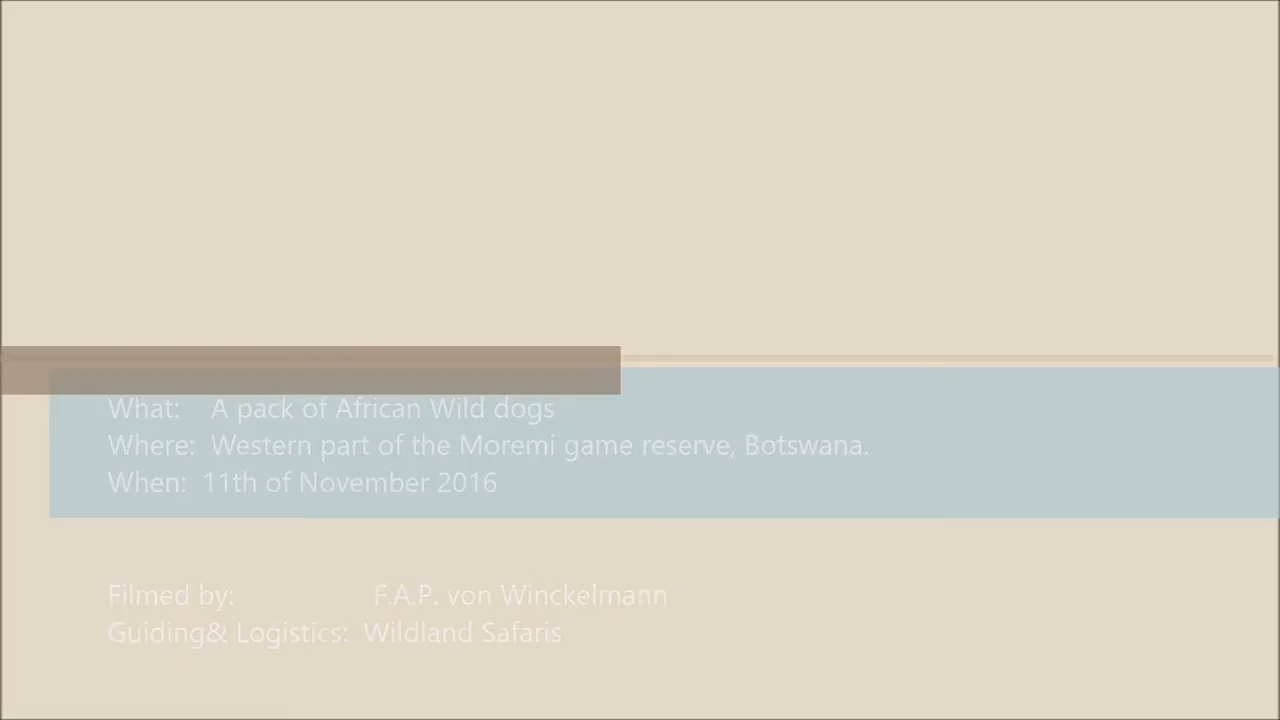 What: A pack of African Wild dogs
Where: Western part of the Moremi game reserve, Botswana.
When: 11th of November 2016
Filmed by: F.A.P. von Winckelmann
Guiding& Logistics: Wildland Safaris